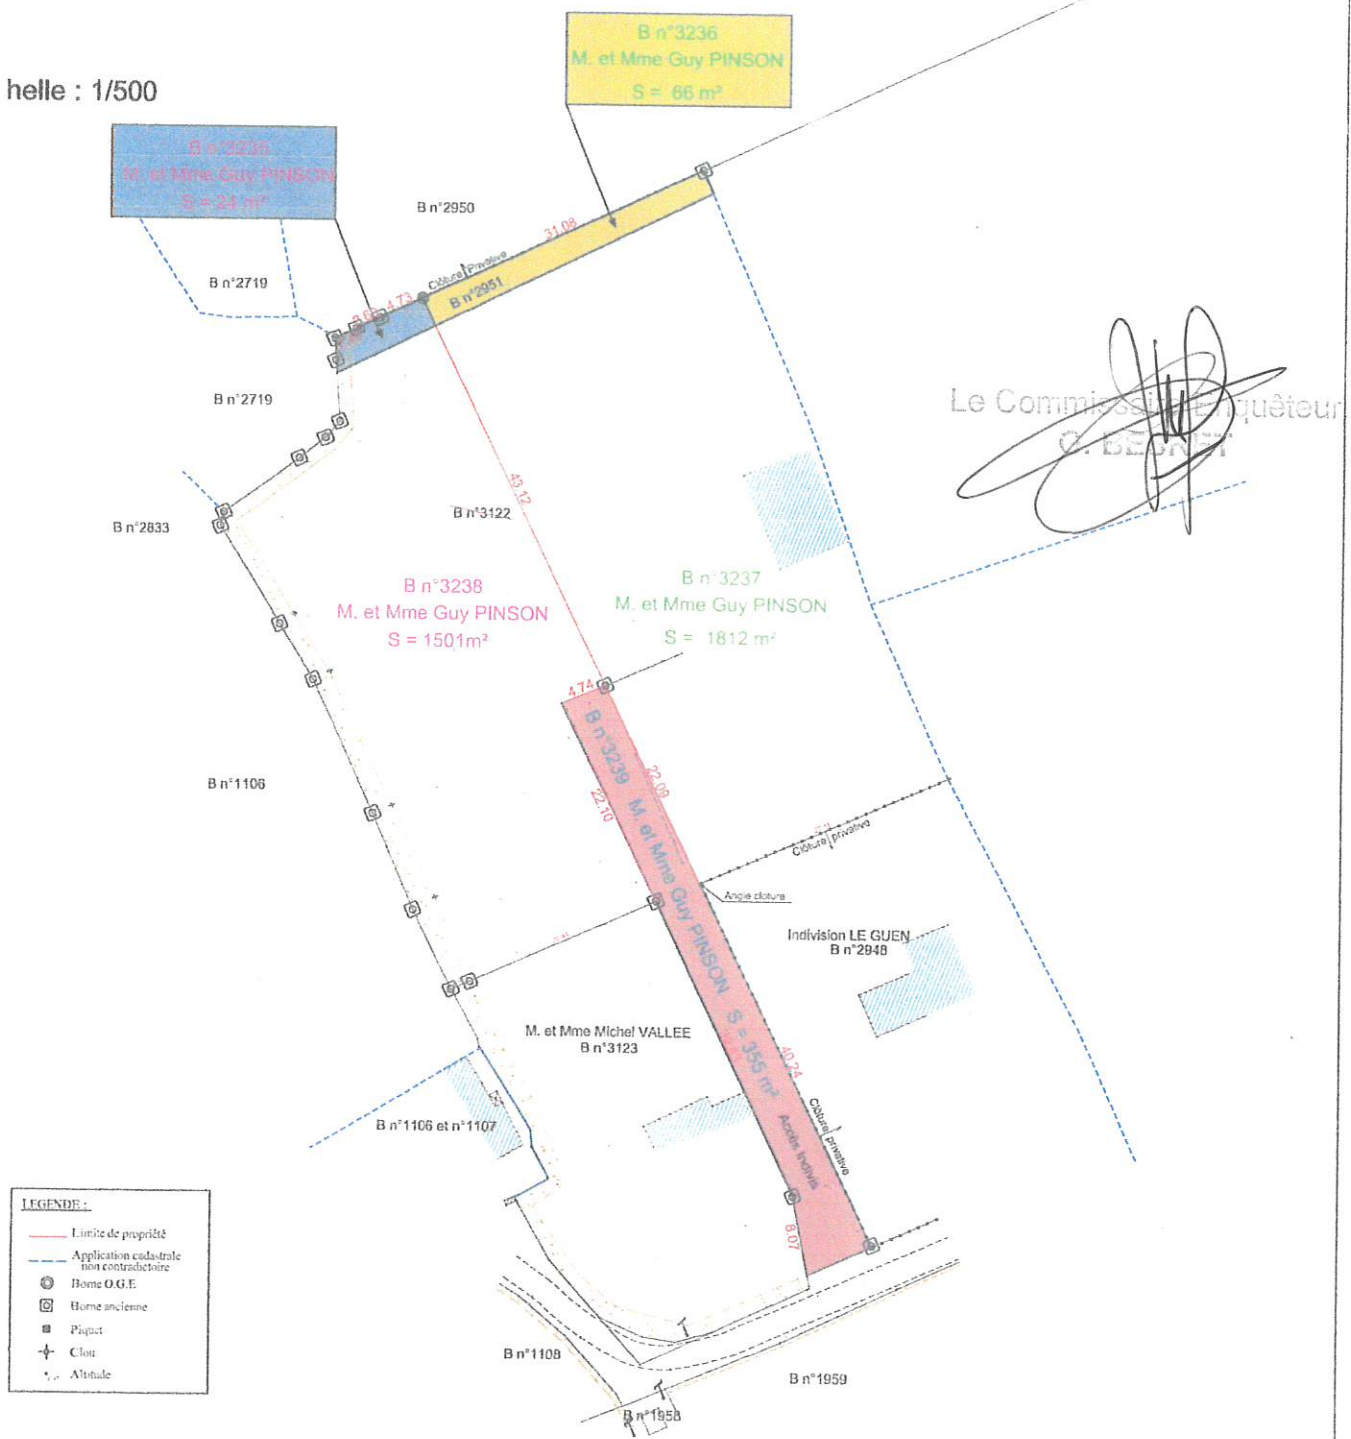 helle : 1/500
B n°3236
M. et Mme Guy PINSON
S = 66 m²
B n°3235
M. et Mme Guy PINSON
S = 24 m²
B n°2950
31.08
Clôture Privative
B n°2951
4.73
B n°2719
B n°2719
Le Commissaire Enquêteur
43.12
B n°3122
B n°2833
B n°3238
M. et Mme Guy PINSON
S = 1501m²
B n°3237
M. et Mme Guy PINSON
S = 1812 m²
4.74
B n°3239 M. et Mme Guy PINSON S = 355 m² Accès Indivis
22.09
22.10
B n°1106
Clôture privative
Angle cloture
Indivision LE GUEN
B n°2948
M. et Mme Michel VALLEE
B n°3123
40.24
B n°1106 et n°1107
Clôture privative
8.07
LEGENDE :
Limite de propriété
Application cadastrale
non contradictoire
Borne O.G.E.
Borne ancienne
Piquet
Clou
Altitude
B n°1108
B n°1959
B n°1958